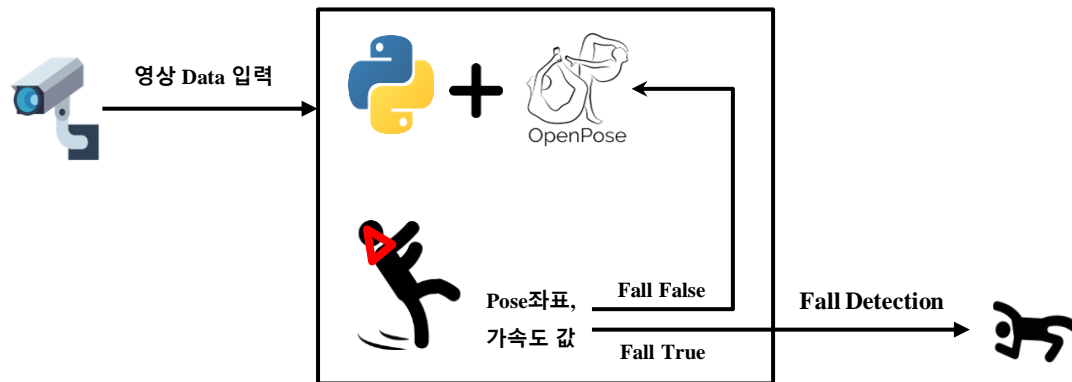 영상 Data 입력
OpenPose
Pose좌표,
가속도 값
Fall False
Fall True
Fall Detection